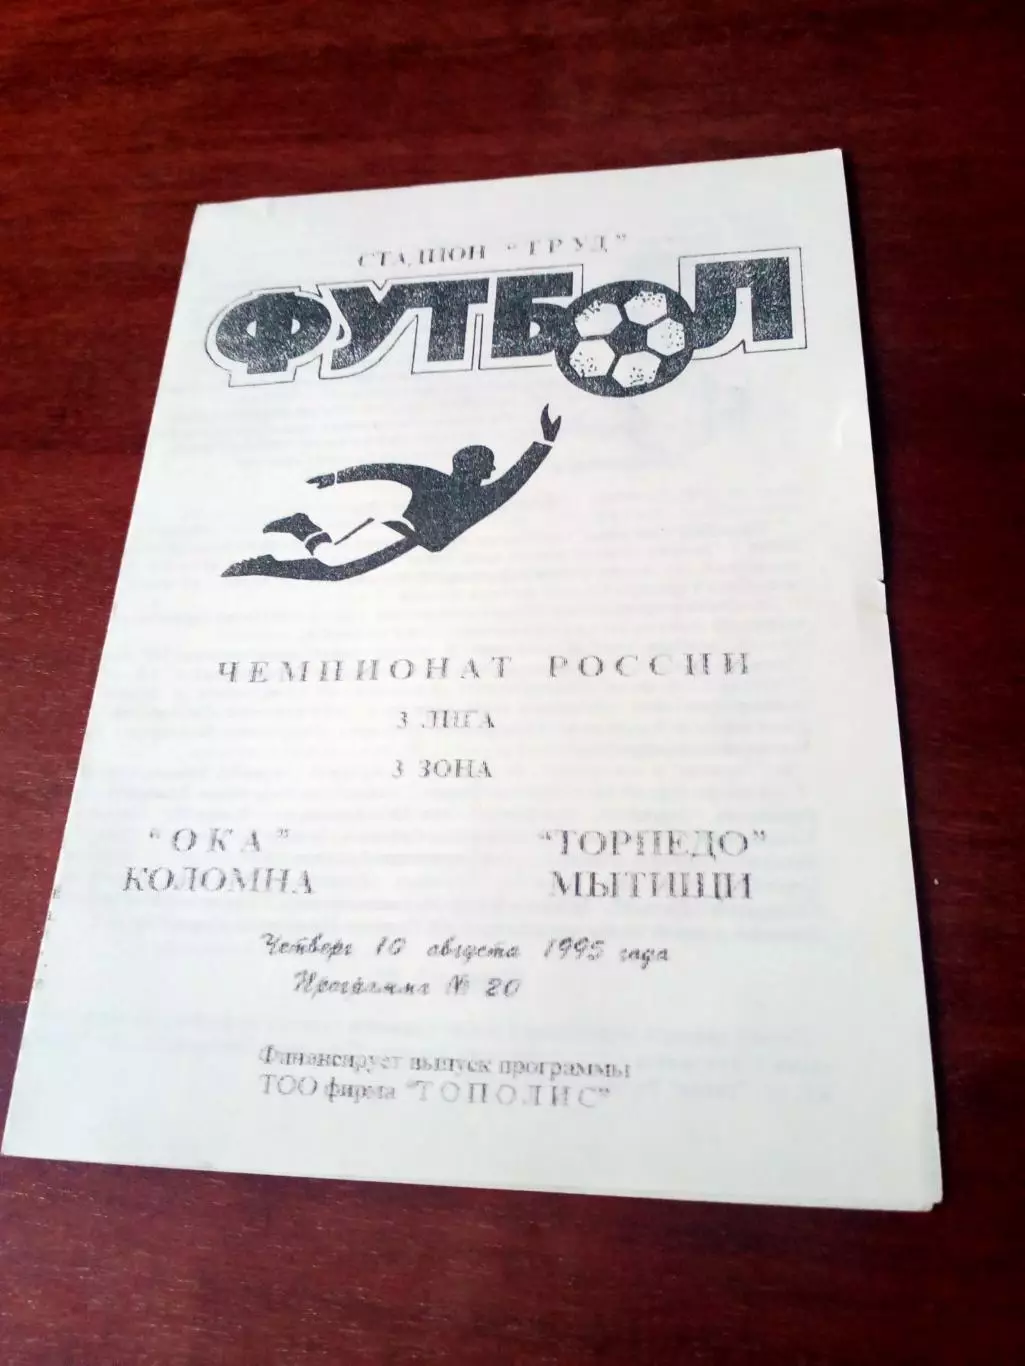 СТАДИОН "ТРУД"
ФУТБОЛ
ЧЕМПИОНАТ РОССИИ
3 ЛИГА
3 ЗОНА
"ОКА" "ТОРПЕДО"
КОЛОМНА МЫТИЩИ
Четверг 10 августа 1995 года
Программа № 20
Финансирует выпуск программы
ТОО фирма "ТОПОЛИС"